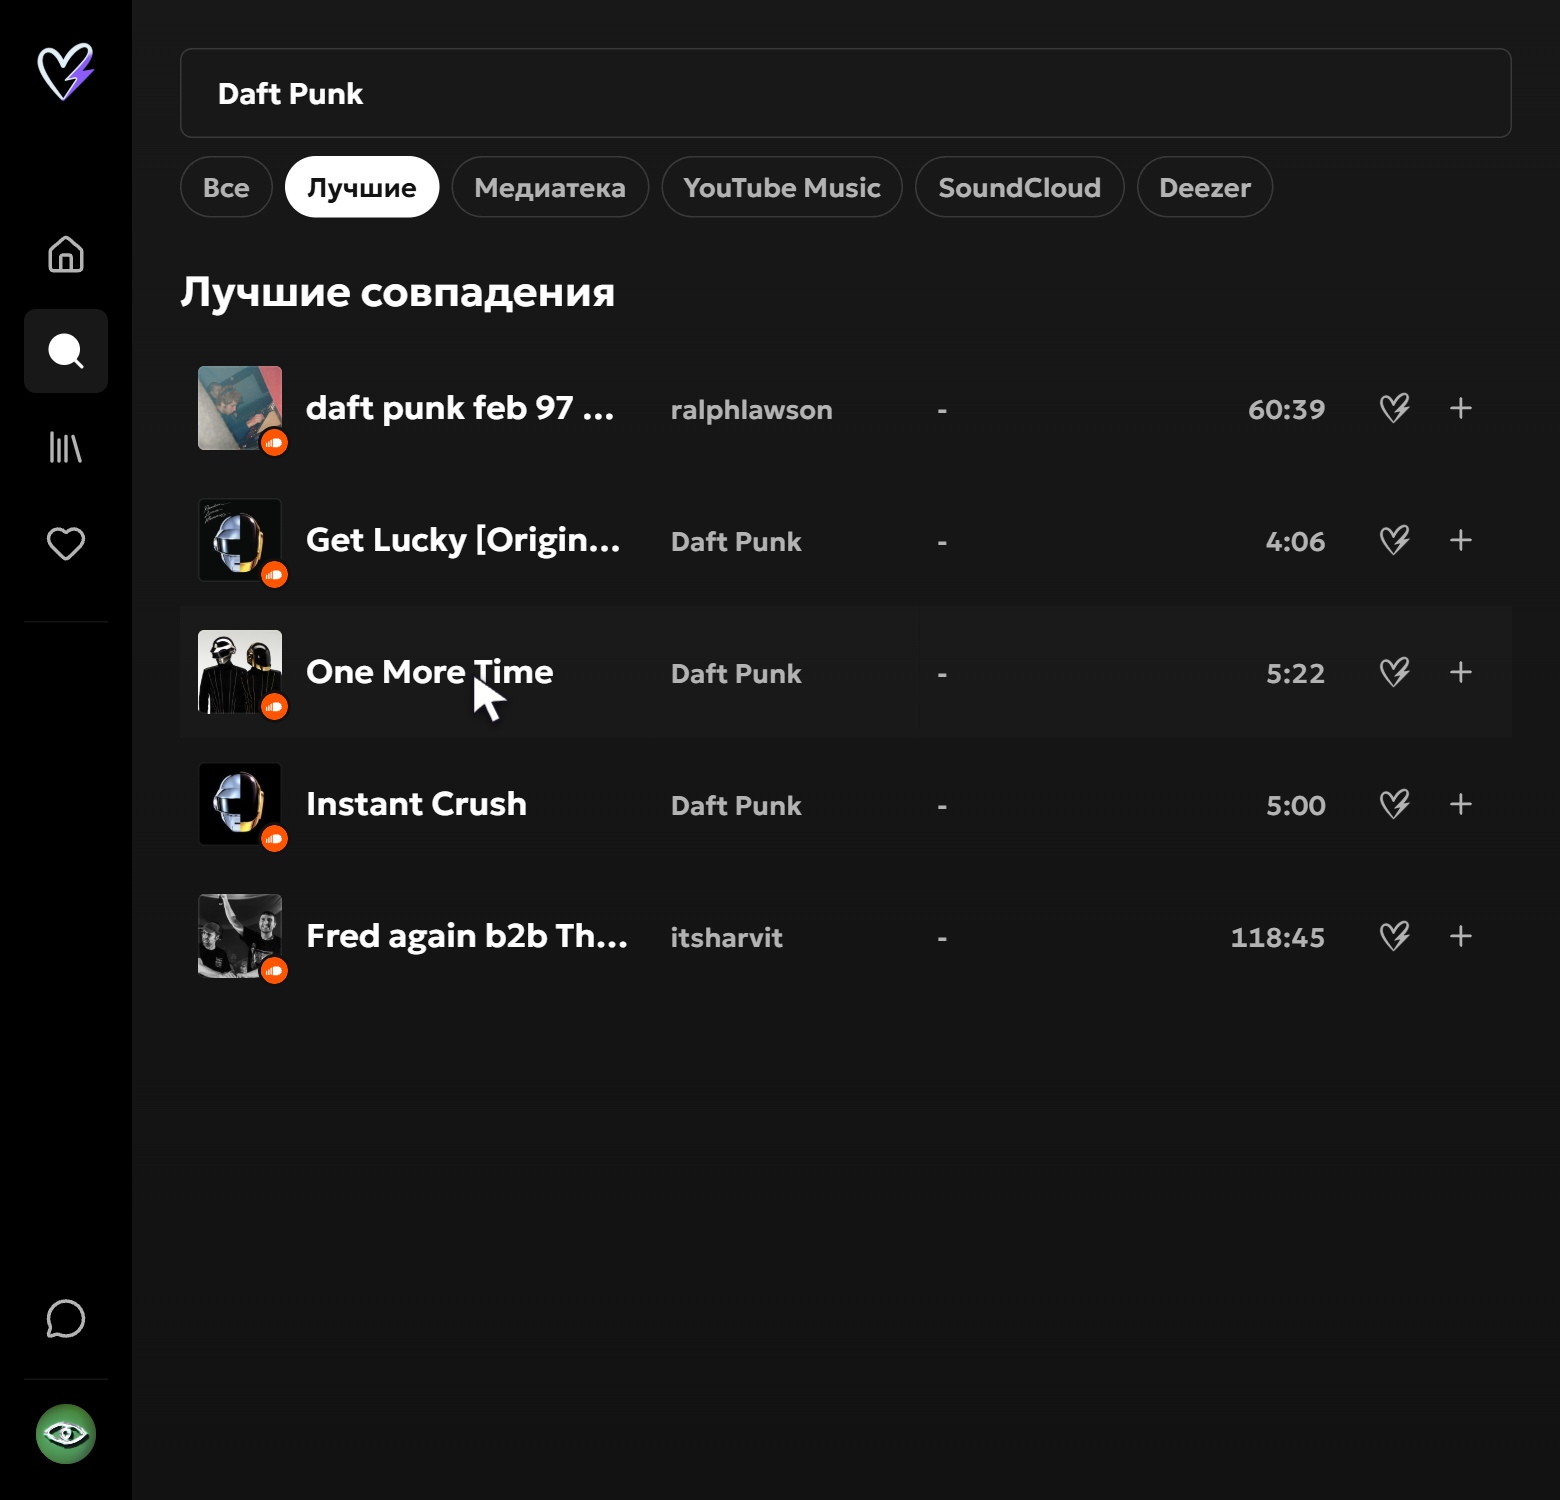 Daft Punk
Все Лучшие Медиатека YouTube Music SoundCloud Deezer
Лучшие совпадения
daft punk feb 97 ... ralphlawson - 60:39
Get Lucky [Origin... Daft Punk - 4:06
One More Time Daft Punk - 5:22
Instant Crush Daft Punk - 5:00
Fred again b2b Th... itsharvit - 118:45